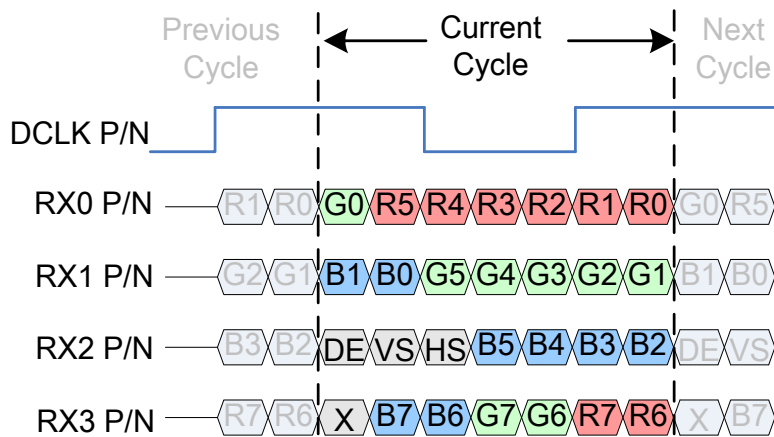 Previous Cycle Current Cycle Next Cycle
DCLK P/N
RX0 P/N R1 R0 G0 R5 R4 R3 R2 R1 R0 G0 R5
RX1 P/N G2 G1 B1 B0 G5 G4 G3 G2 G1 B1 B0
RX2 P/N B3 B2 DE VS HS B5 B4 B3 B2 DE VS
RX3 P/N R7 R6 X B7 B6 G7 G6 R7 R6 X B7